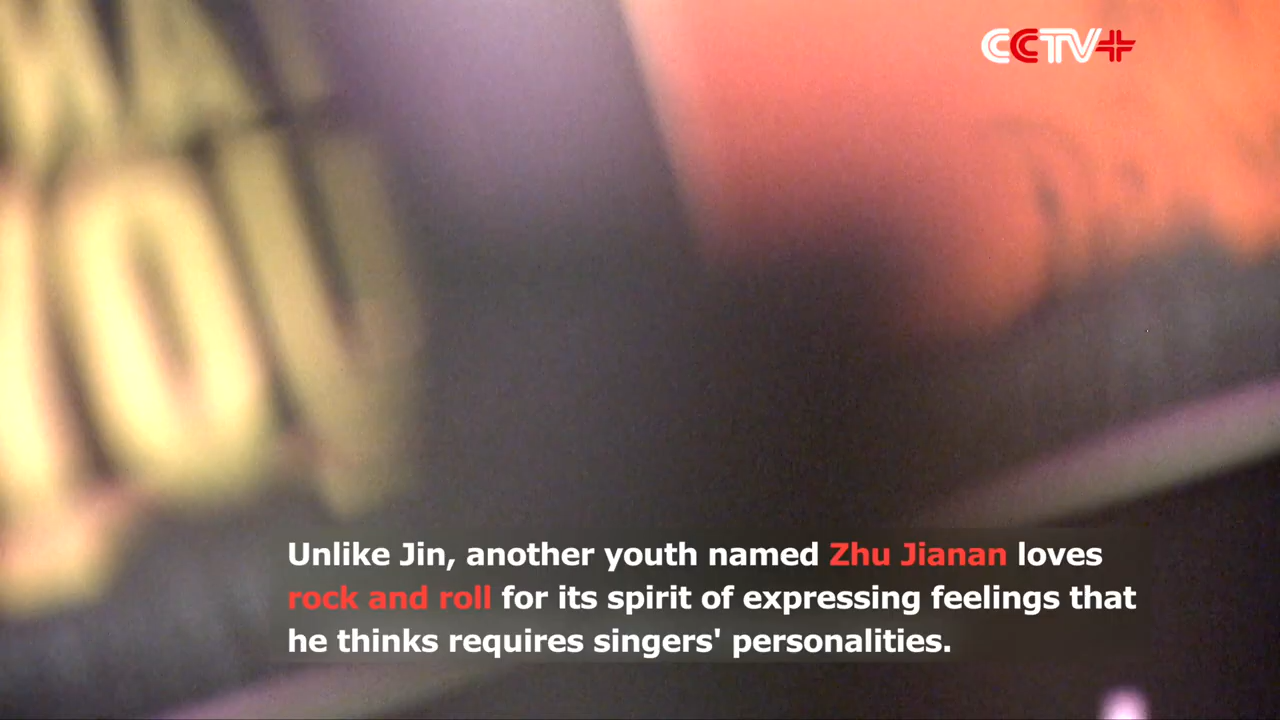 CCTV+
Unlike Jin, another youth named Zhu Jianan loves
rock and roll for its spirit of expressing feelings that
he thinks requires singers' personalities.